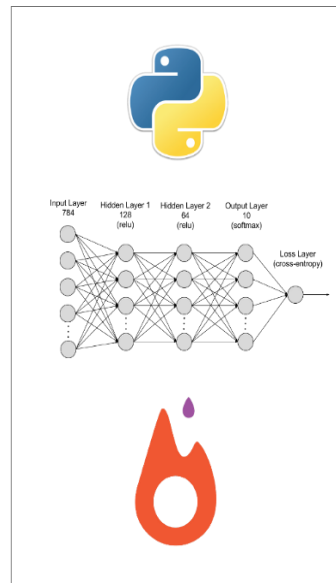 Input Layer
784
Hidden Layer 1
128
(relu)
Hidden Layer 2
64
(relu)
Output Layer
10
(softmax)
Loss Layer
(cross-entropy)